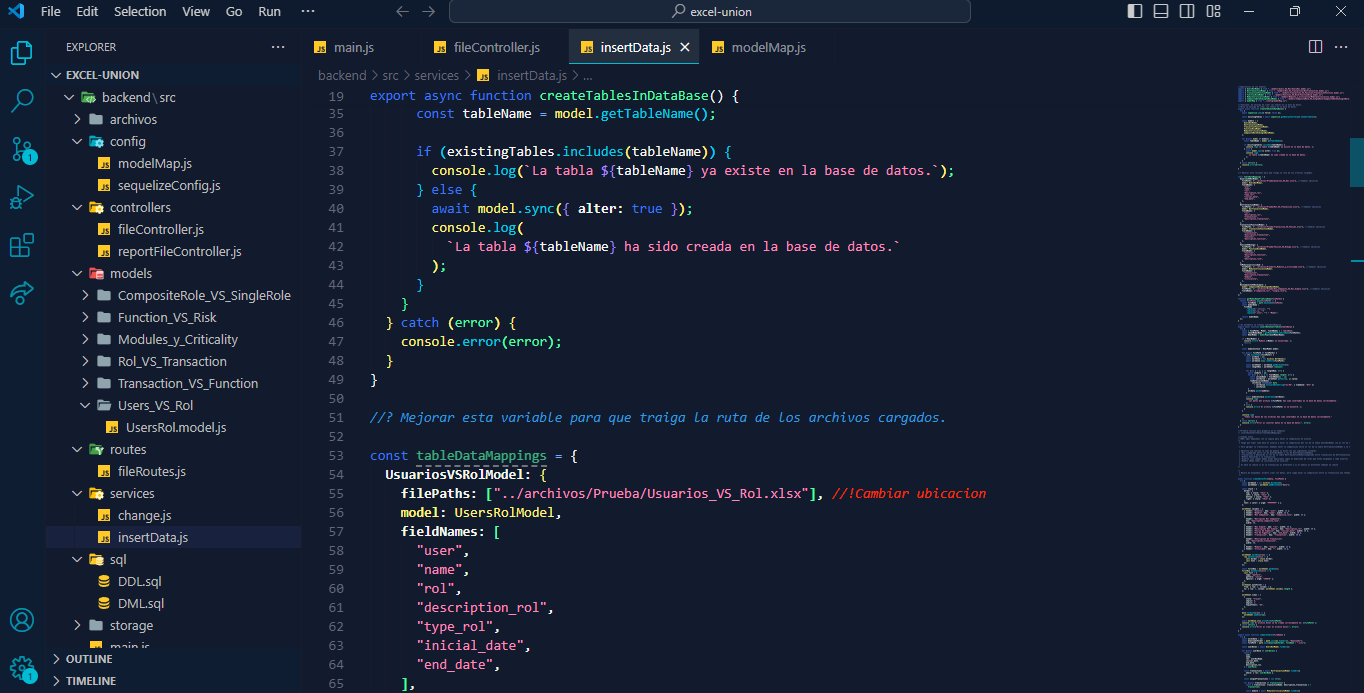 File Edit Selection View Go Run ··· excel-union
EXPLORER ···
EXCEL-UNION
backend\src
archivos
config
modelMap.js
sequelizeConfig.js
controllers
fileController.js
reportFileController.js
models
CompositeRole_VS_SingleRole
Function_VS_Risk
Modules_y_Criticality
Rol_VS_Transaction
Transaction_VS_Function
Users_VS_Rol
UsersRol.model.js
routes
fileRoutes.js
services
change.js
insertData.js
sql
DDL.sql
DML.sql
storage
main.js
OUTLINE
TIMELINE
1
1
JS main.js JS fileController.js JS insertData.js JS modelMap.js
backend > src > services > JS insertData.js > ...
19 export async function createTablesInDataBase() {
35 const tableName = model.getTableName();
36
37 if (existingTables.includes(tableName)) {
38 console.log(`La tabla ${tableName} ya existe en la base de datos.`);
39 } else {
40 await model.sync({ alter: true });
41 console.log(
42 `La tabla ${tableName} ha sido creada en la base de datos.`
43 );
44 }
45 }
46 } catch (error) {
47 console.error(error);
48 }
49 }
50
51 //? Mejorar esta variable para que traiga la ruta de los archivos cargados.
52
53 const tableDataMappings = {
54 UsuariosVSRolModel: {
55 filePaths: ["../archivos/Prueba/Usuarios_VS_Rol.xlsx"], //!Cambiar ubicacion
56 model: UsersRolModel,
57 fieldNames: [
58 "user",
59 "name",
60 "rol",
61 "description_rol",
62 "type_rol",
63 "inicial_date",
64 "end_date",
65 ],